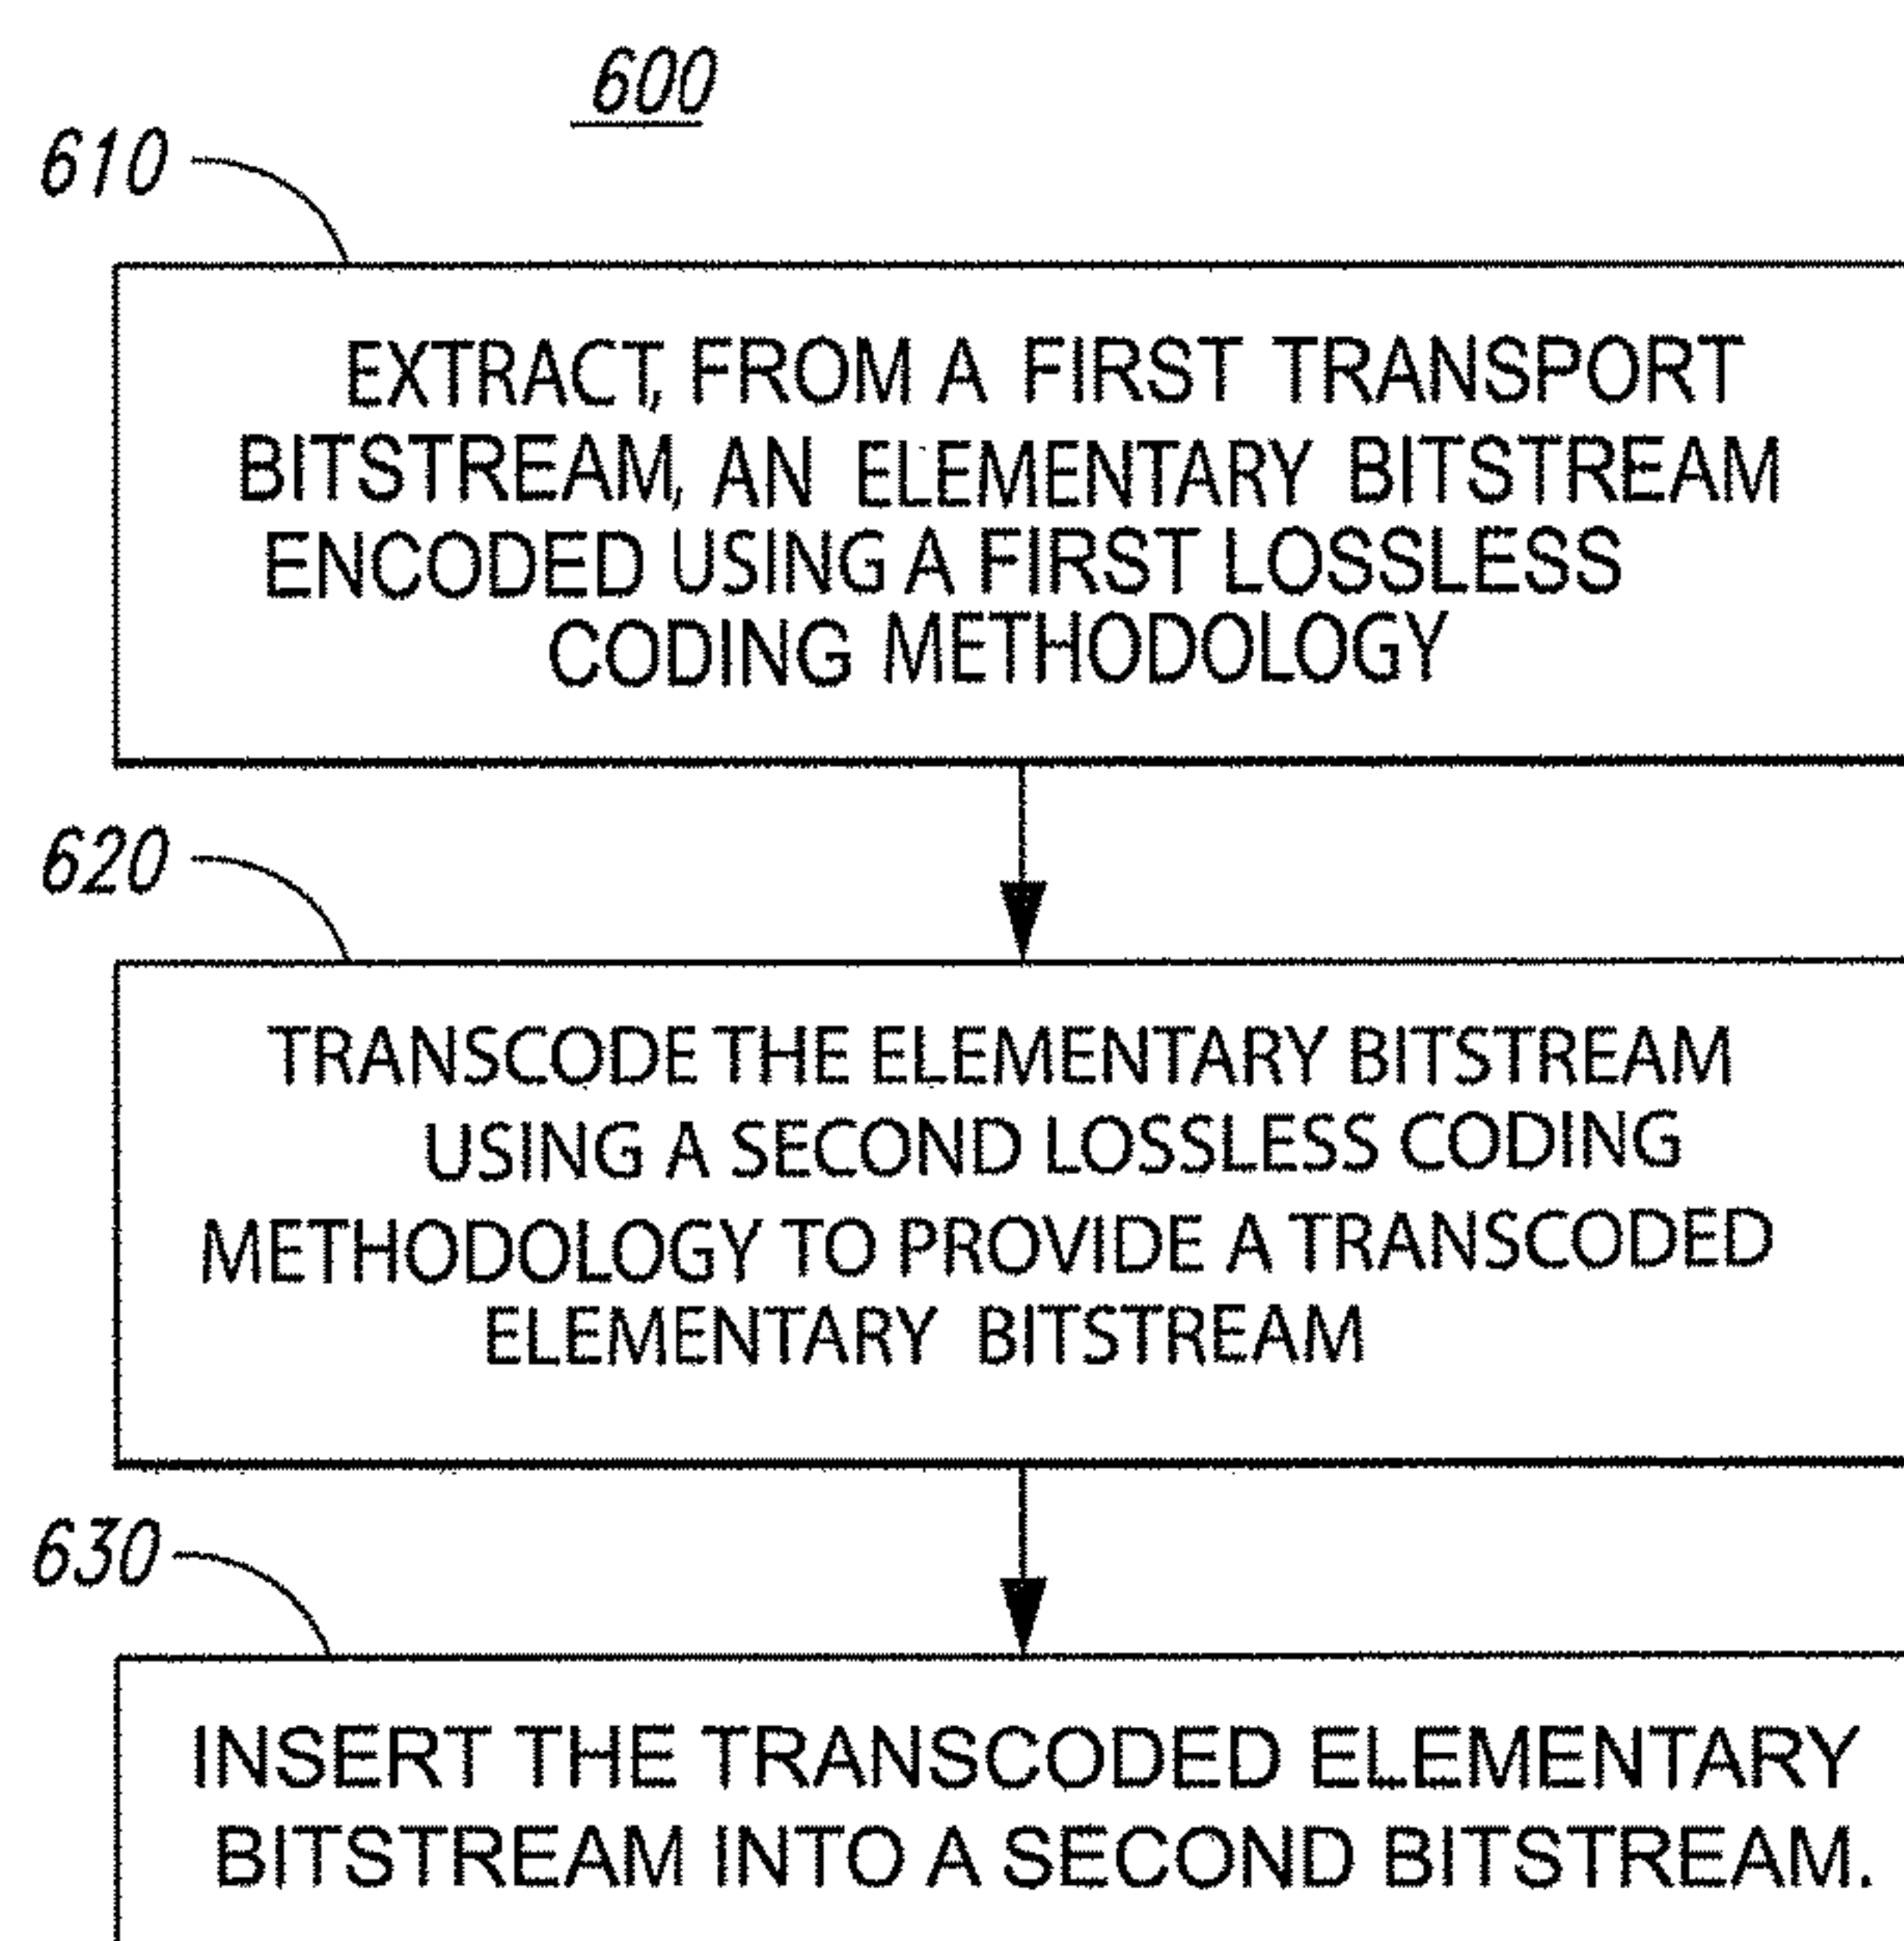 600
610
EXTRACT, FROM A FIRST TRANSPORT
BITSTREAM, AN ELEMENTARY BITSTREAM
ENCODED USING A FIRST LOSSLESS
CODING METHODOLOGY
620
TRANSCODE THE ELEMENTARY BITSTREAM
USING A SECOND LOSSLESS CODING
METHODOLOGY TO PROVIDE A TRANSCODED
ELEMENTARY BITSTREAM
630
INSERT THE TRANSCODED ELEMENTARY
BITSTREAM INTO A SECOND BITSTREAM.